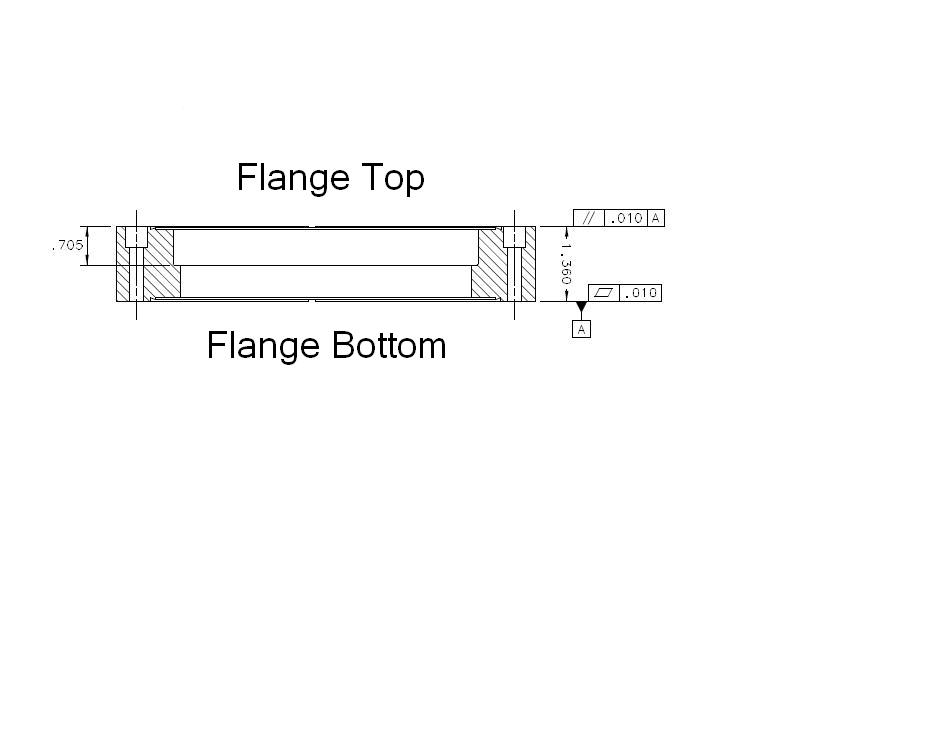 Flange Top
// .010 A
.705
1.360
.010
A
Flange Bottom